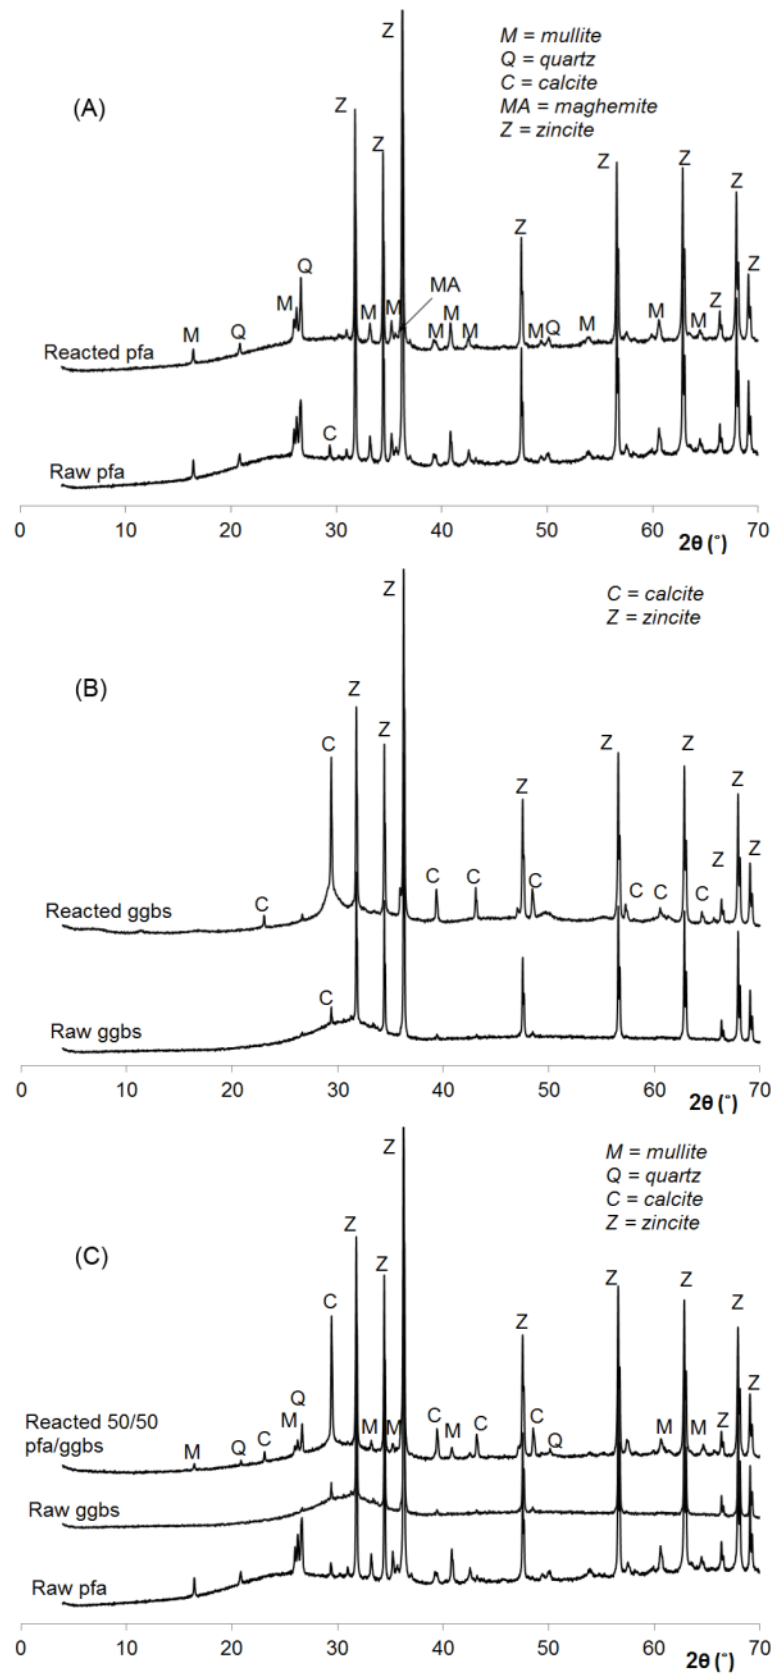 Z
M = mullite
Q = quartz
C = calcite
MA = maghemite
Z = zincite
(A)
Z
Z
Z
Z
Z
Z
Z
Q
M
MA
M
M
M
M
Q
M
M
M
M
Q
M
M
M
Z
Reacted pfa
C
Raw pfa
0 10 20 30 40 50 60 70
2θ (°)
Z
C = calcite
Z = zincite
(B)
Z
Z
C
Z
Z
Z
Z
Z
Z
C
C
C
C
C
C
C
Reacted ggbs
C
Raw ggbs
0 10 20 30 40 50 60 70
2θ (°)
Z
M = mullite
Q = quartz
C = calcite
Z = zincite
(C)
Z
Z
C
Z
Z
Z
Z
Z
Q
M
C
M
C
C
Z
Reacted 50/50
pfa/ggbs
M
Q
C
M
M
Q
M
M
Raw ggbs
Raw pfa
0 10 20 30 40 50 60 70
2θ (°)